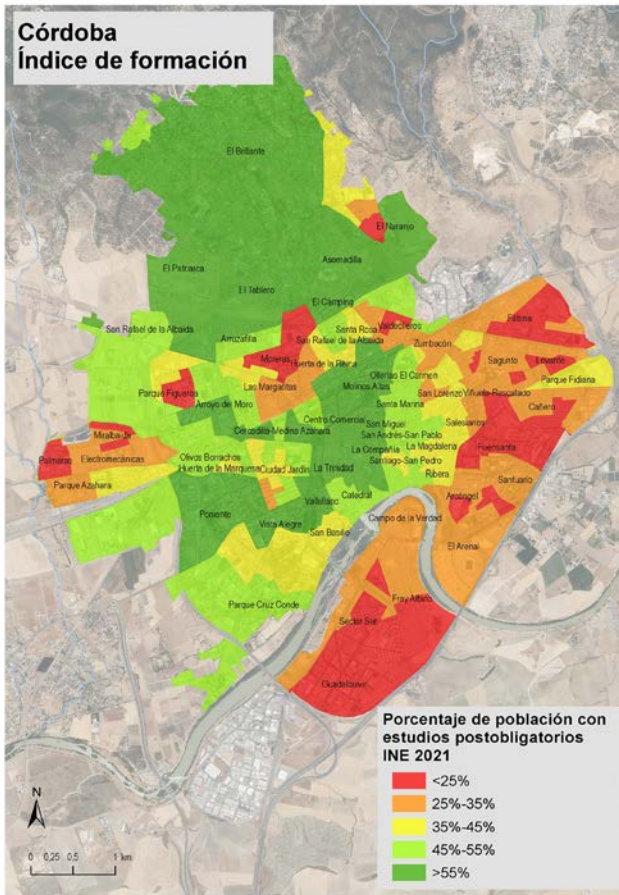 Córdoba
Índice de formación
El Brillante
El Naranjo
Asomadilla
El Patriarca
El Tablero
El Cámping
San Rafael de la Albaida
Arruzafilla
Santa Rosa
Valdeolleros
San Rafael de la Albaida
Zumbacón
Fátima
Moreras
Huerta de la Reina
Sagunto
Levante
Parque Fidiana
Parque Figueroa
Las Margaritas
Molinos Altas
Ollerías El Carmen
San Lorenzo
Viñuela-Rescatado
Cañero
Arroyo del Moro
Santa Marina
Centro Comercial
San Miguel
Salesianos
Miralbaida
Cercadilla-Medina Azahara
San Andrés-San Pablo
Fuensanta
Palmeras
Electromecánicas
Olivos Borrachos
La Compañía
La Magdalena
Huerta de la Marquesa
Ciudad Jardín
La Trinidad
Santiago-San Pedro
Ribera
Santuario
Parque Azahara
Catedral
Vallellano
Arcángel
Poniente
Vista Alegre
San Basilio
Campo de la Verdad
El Arenal
Parque Cruz Conde
Fray Albino
Sector Sur
Guadalquivir
Porcentaje de población con
estudios postobligatorios
INE 2021
<25%
25%-35%
35%-45%
45%-55%
>55%
N
0 0,25 0,5 1 km